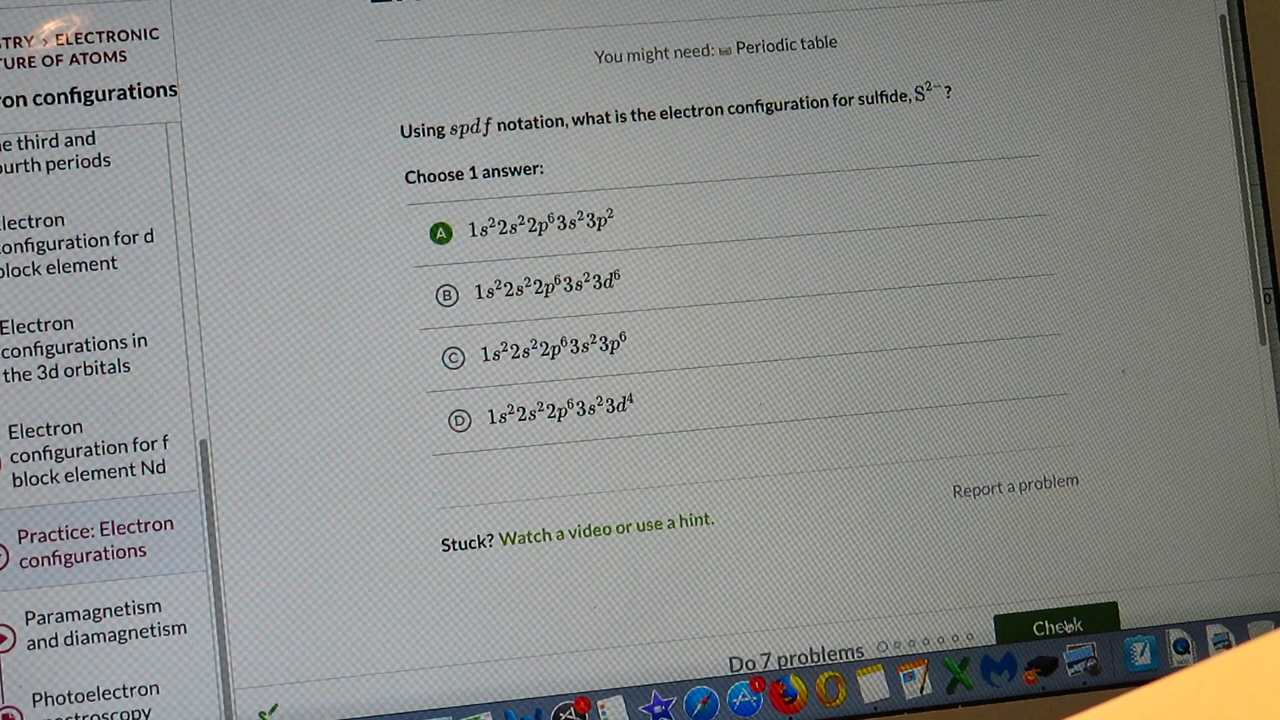 TRY > ELECTRONIC
URE OF ATOMS
on configurations
e third and
ourth periods
lectron
onfiguration for d
lock element
Electron
configurations in
the 3d orbitals
Electron
configuration for f
block element Nd
Practice: Electron
configurations
Paramagnetism
and diamagnetism
Photoelectron
ectroscopy
You might need: Periodic table
Using spdf notation, what is the electron configuration for sulfide, S²⁻?
Choose 1 answer:
A 1s²2s²2p⁶3s²3p²
B 1s²2s²2p⁶3s²3d⁶
C 1s²2s²2p⁶3s²3p⁶
D 1s²2s²2p⁶3s²3d⁴
Report a problem
Stuck? Watch a video or use a hint.
Check
Do 7 problems